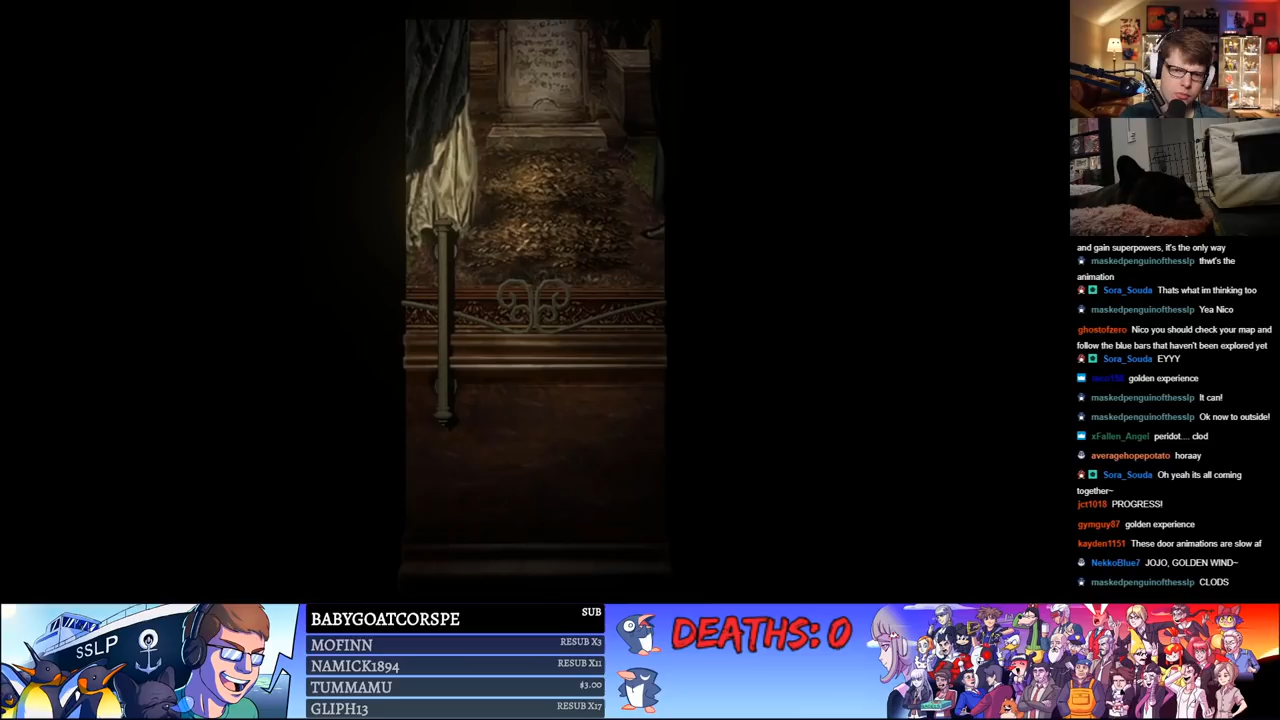 and gain superpowers, it's the only way
maskedpenguinofthesslp thwt's the
animation
Sora_Souda Thats what im thinking too
maskedpenguinofthesslp Yea Nico
ghostofzero Nico you should check your map and
follow the blue bars that haven't been explored yet
Sora_Souda EYYY
golden experience
maskedpenguinofthesslp It can!
maskedpenguinofthesslp Ok now to outside!
xFallen_Angel peridot.... clod
averagehopepotato horaay
Sora_Souda Oh yeah its all coming
together~
jct1018 PROGRESS!
gymguy87 golden experience
kayden1151 These door animations are slow af
NekkoBlue7 JOJO, GOLDEN WIND~
maskedpenguinofthesslp CLODS
SSLP
BABYGOATCORSPE SUB
MOFINN RESUB X3
NAMICK1894 RESUB X11
TUMMAMU $3.00
GLIPH13 RESUB X17
DEATHS: 0